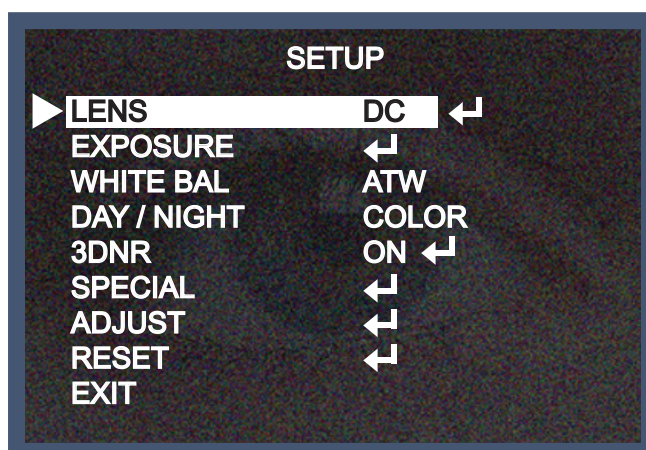 SETUP
LENS DC ↵
EXPOSURE ↵
WHITE BAL ATW
DAY / NIGHT COLOR
3DNR ON ↵
SPECIAL ↵
ADJUST ↵
RESET ↵
EXIT